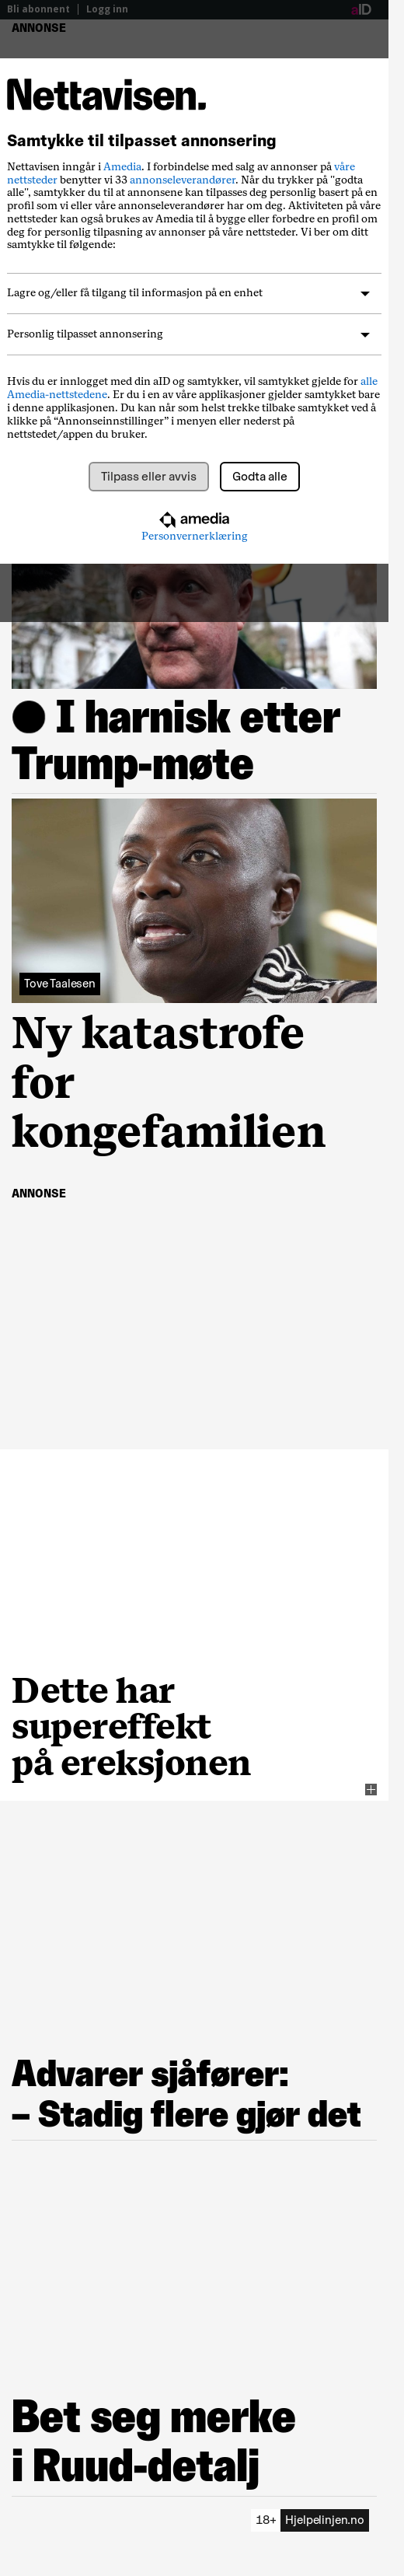 Bli abonnent | Logg inn
aID
ANNONSE
Nettavisen.
Samtykke til tilpasset annonsering
Nettavisen ingår i Amedia. I forbindelse med salg av annonser på våre
nettsteder benytter vi 33 annonseleverandører. Når du trykker på "godta
alle", samtykker du til at annonsene kan tilpasses deg personlig basert på en
profil som vi eller våre annonseleverandører har om deg. Aktiviteten på våre
nettsteder kan også brukes av Amedia til å bygge eller forbedre en profil om
deg for personlig tilpasning av annonser på våre nettsteder. Vi ber om ditt
samtykke til følgende:
Lagre og/eller få tilgang til informasjon på en enhet
Personlig tilpasset annonsering
Hvis du er innlogget med din aID og samtykker, vil samtykket gjelde for alle
Amedia-nettstedene. Er du i en av våre applikasjoner gjelder samtykket bare
i denne applikasjonen. Du kan når som helst trekke tilbake samtykket ved å
klikke på “Annonseinnstillinger” i menyen eller nederst på
nettstedet/appen du bruker.
Tilpass eller avvis
Godta alle
amedia
Personvernerklæring
I harnisk etter
Trump-møte
Tove Taalesen
Ny katastrofe
for
kongefamilien
ANNONSE
Dette har
supereffekt
på ereksjonen
Advarer sjåfører:
– Stadig flere gjør det
Bet seg merke
i Ruud-detalj
18+ Hjelpelinjen.no